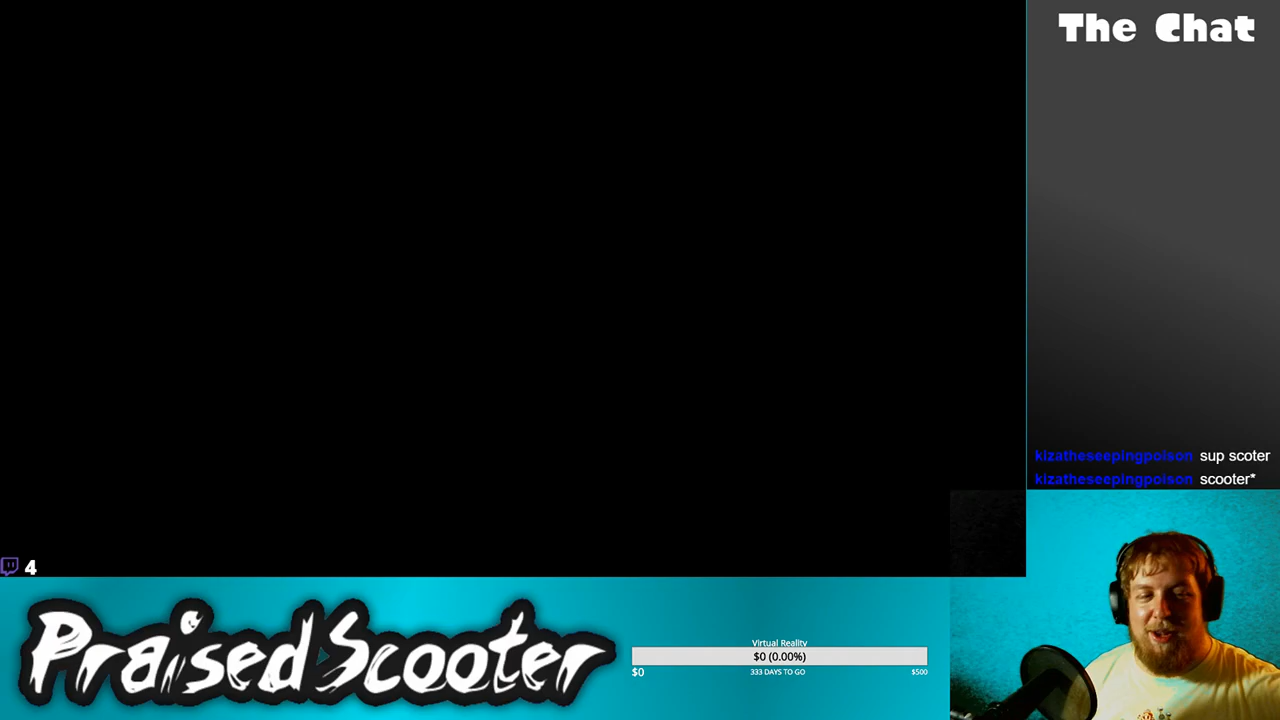 The Chat
kizatheseepingpoison sup scoter
kizatheseepingpoison scooter*
4
PraisedScooter
Virtual Reality
$0 (0.00%)
$0 333 DAYS TO GO $500